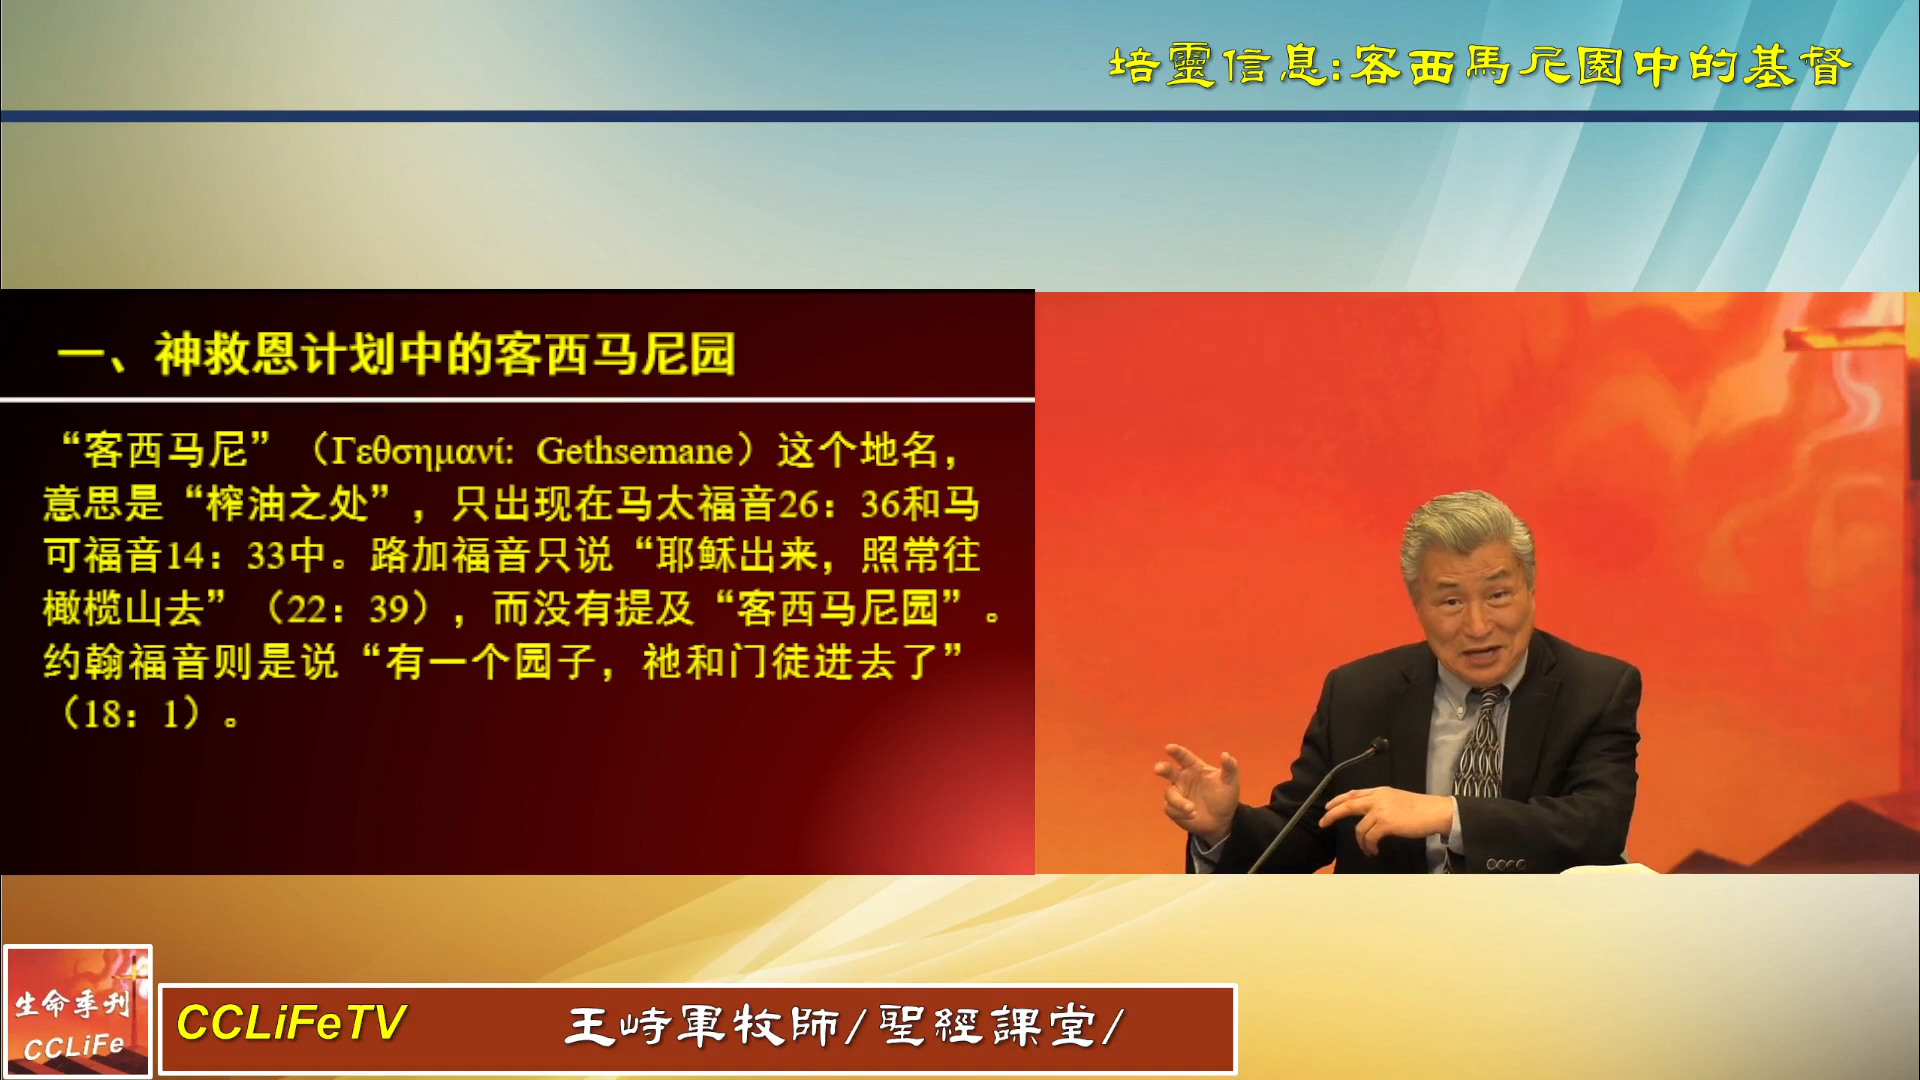 培靈信息:客西馬尼園中的基督
一、神救恩计划中的客西马尼园
“客西马尼”（Γεθσημανί: Gethsemane）这个地名，
意思是“榨油之处”，只出现在马太福音26：36和马
可福音14：33中。路加福音只说“耶稣出来，照常往
橄榄山去”（22：39），而没有提及“客西马尼园”。
约翰福音则是说“有一个园子，祂和门徒进去了”
（18：1）。
生命季刊
CCLiFe
CCLiFeTV 王峙軍牧師/聖經課堂/